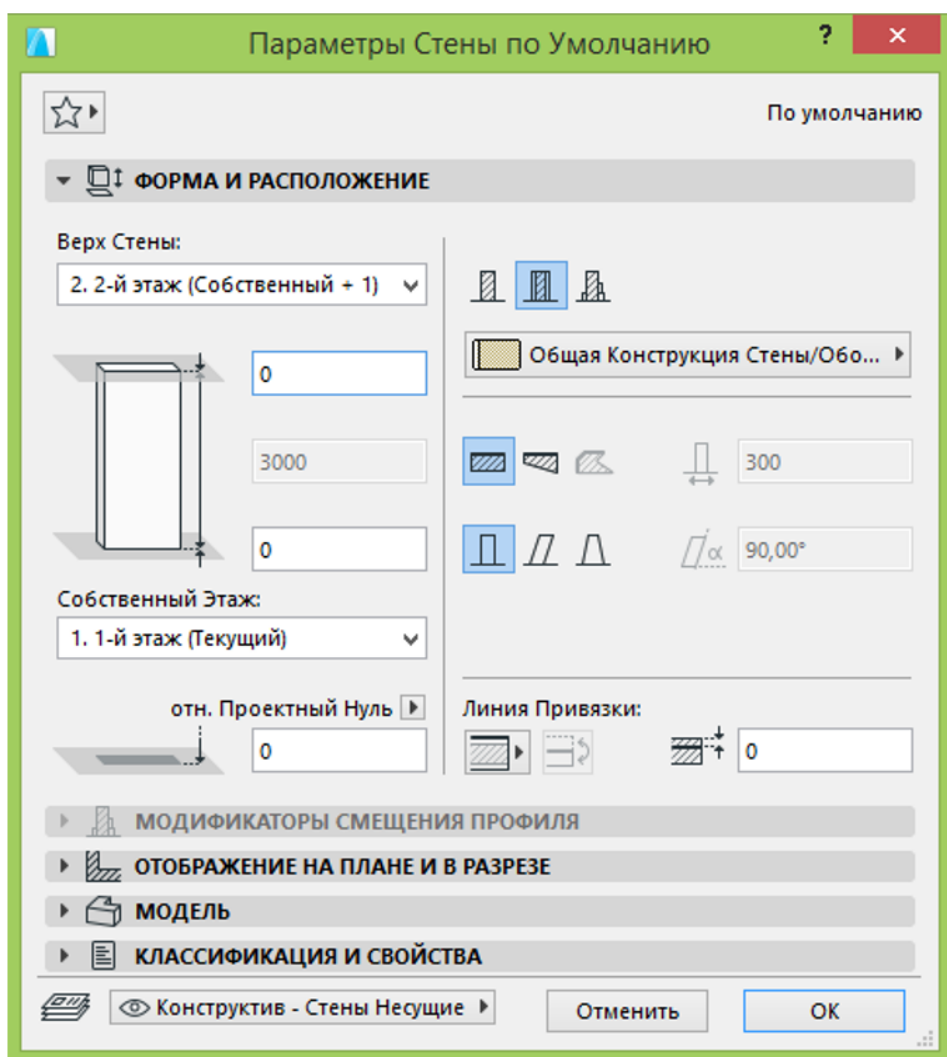 Параметры Стены по Умолчанию
?
По умолчанию
ФОРМА И РАСПОЛОЖЕНИЕ
Верх Стены:
2. 2-й этаж (Собственный + 1)
0
3000
0
Собственный Этаж:
1. 1-й этаж (Текущий)
отн. Проектный Нуль
0
Общая Конструкция Стены/Обо...
300
α 90,00°
Линия Привязки:
0
МОДИФИКАТОРЫ СМЕЩЕНИЯ ПРОФИЛЯ
ОТОБРАЖЕНИЕ НА ПЛАНЕ И В РАЗРЕЗЕ
МОДЕЛЬ
КЛАССИФИКАЦИЯ И СВОЙСТВА
Конструктив - Стены Несущие
Отменить
ОК